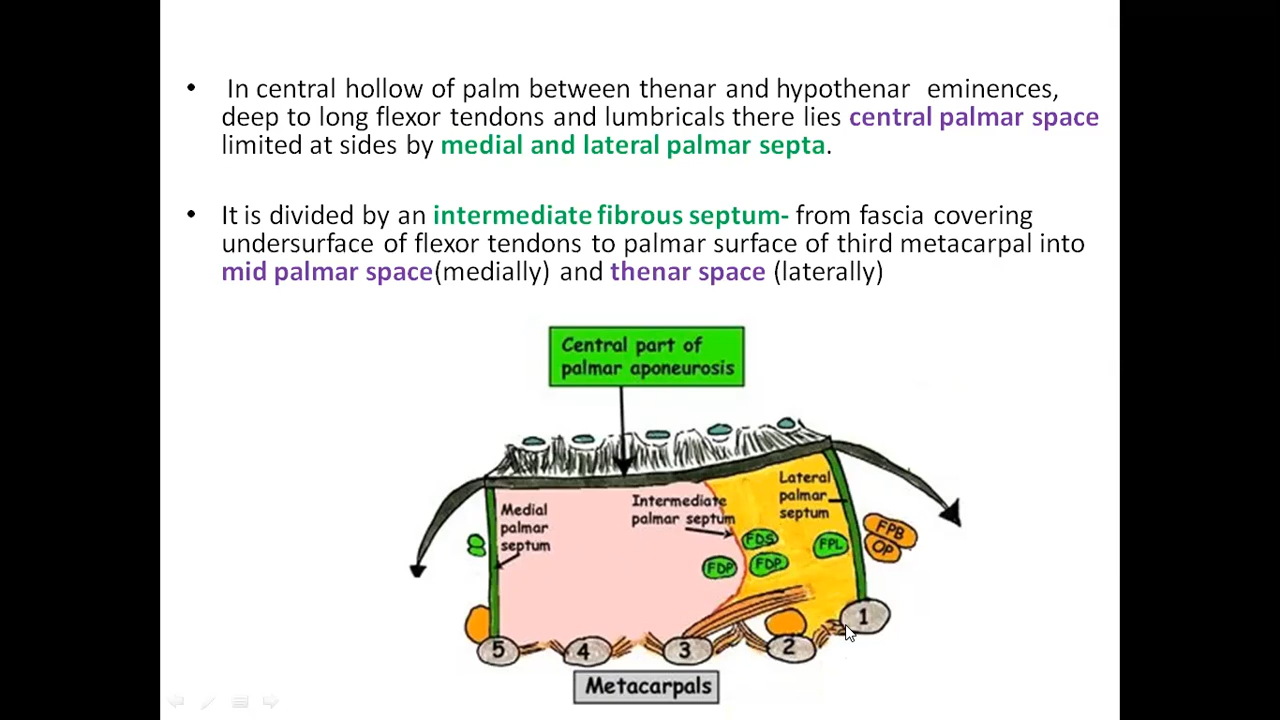 • In central hollow of palm between thenar and hypothenar eminences,
deep to long flexor tendons and lumbricals there lies central palmar space
limited at sides by medial and lateral palmar septa.
• It is divided by an intermediate fibrous septum- from fascia covering
undersurface of flexor tendons to palmar surface of third metacarpal into
mid palmar space(medially) and thenar space (laterally)
Central part of
palmar aponeurosis
Medial
palmar
septum
Intermediate
palmar septum
Lateral
palmar
septum
FDS
FDP
FDP
FPL
FPB
OP
5
4
3
2
1
Metacarpals